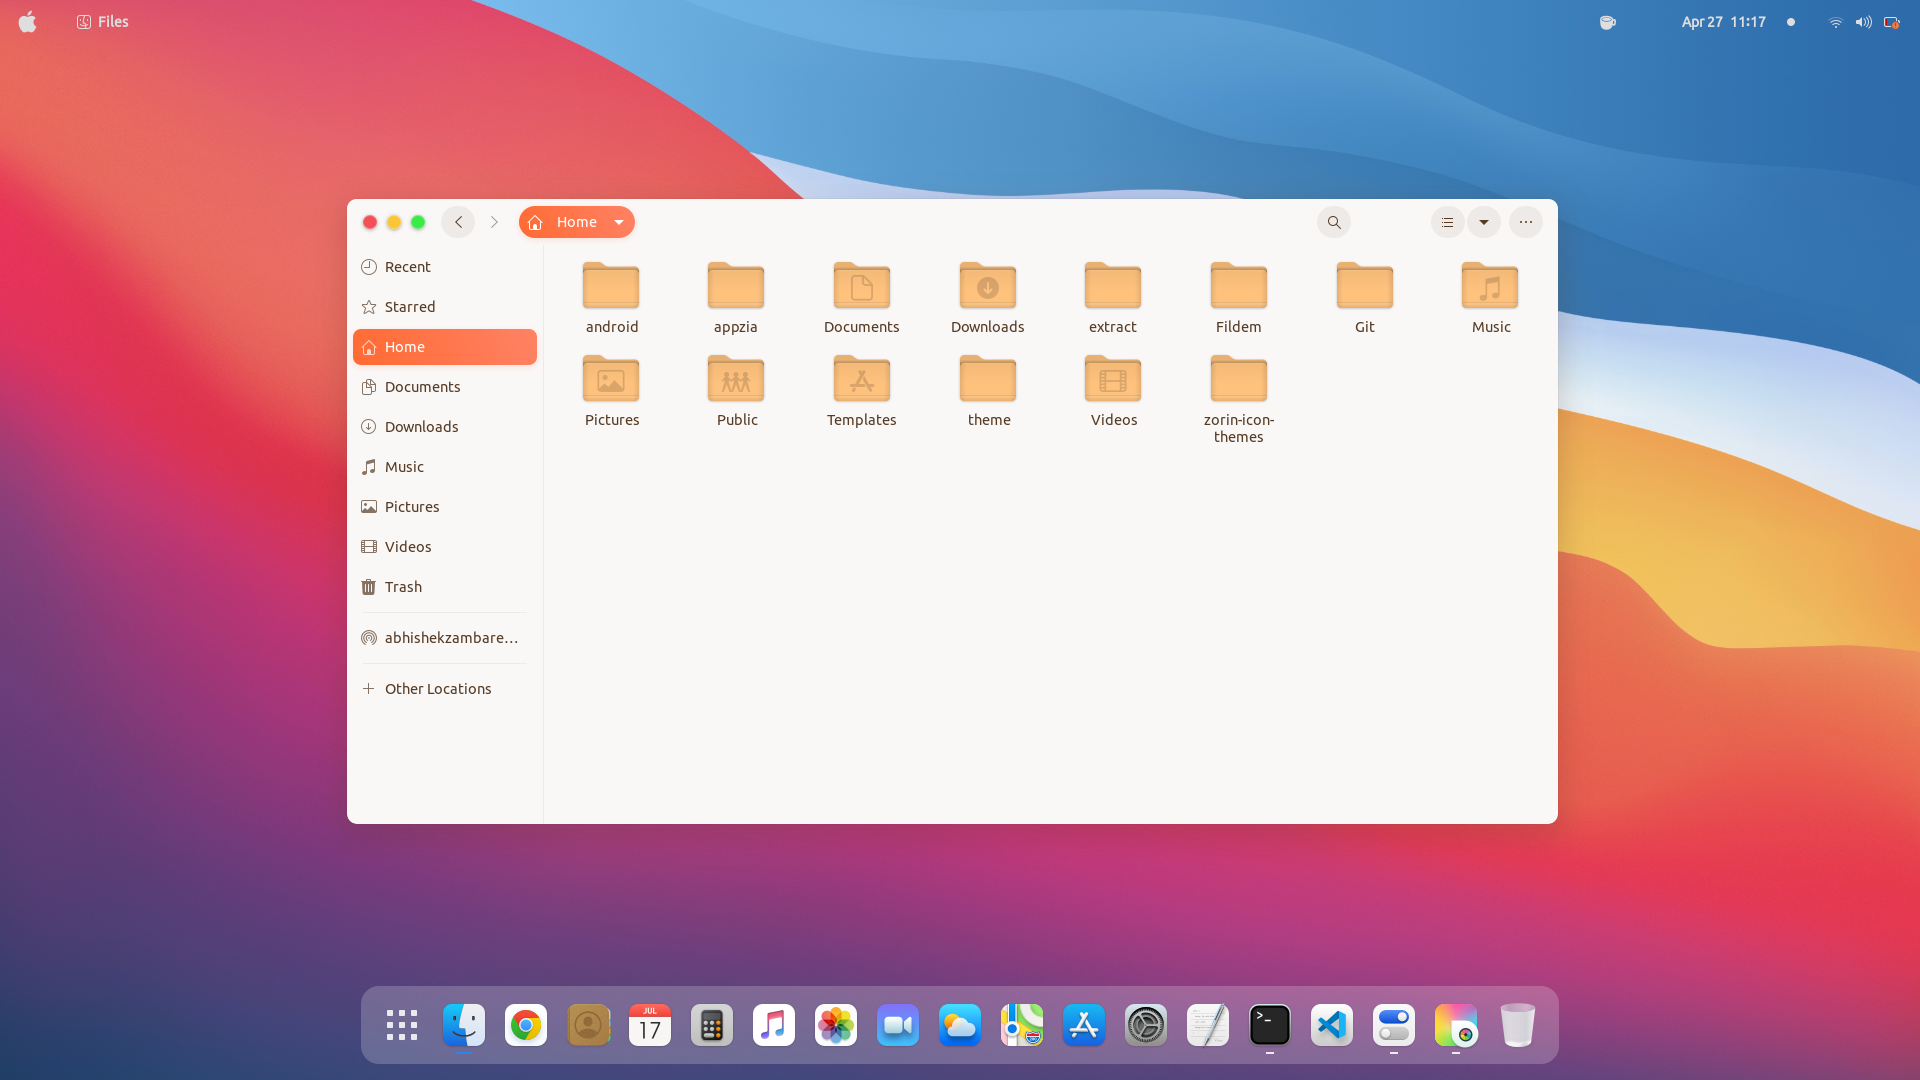 Files
Apr 27 11:17
Home
Recent
Starred
Home
Documents
Downloads
Music
Pictures
Videos
Trash
abhishekzambare...
Other Locations
android
appzia
Documents
Downloads
extract
Fildem
Git
Music
Pictures
Public
Templates
theme
Videos
zorin-icon-
themes
JUL
17
>_